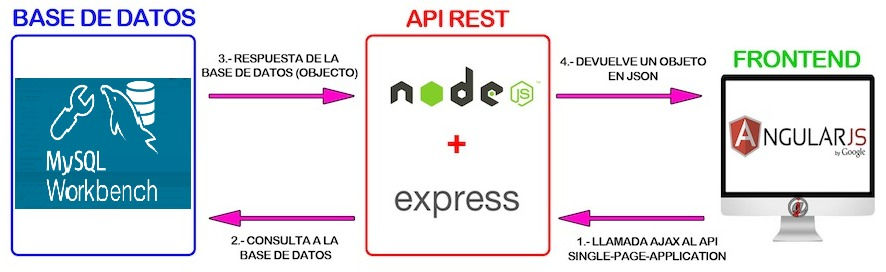 BASE DE DATOS
API REST
FRONTEND
3.- RESPUESTA DE LA
BASE DE DATOS (OBJECTO)
4.- DEVUELVE UN OBJETO
EN JSON
node
JS
™
+
express
MySQL
Workbench
A
ANGULARJS
by Google
2.- CONSULTA A LA
BASE DE DATOS
1.- LLAMADA AJAX AL API
SINGLE-PAGE-APPLICATION